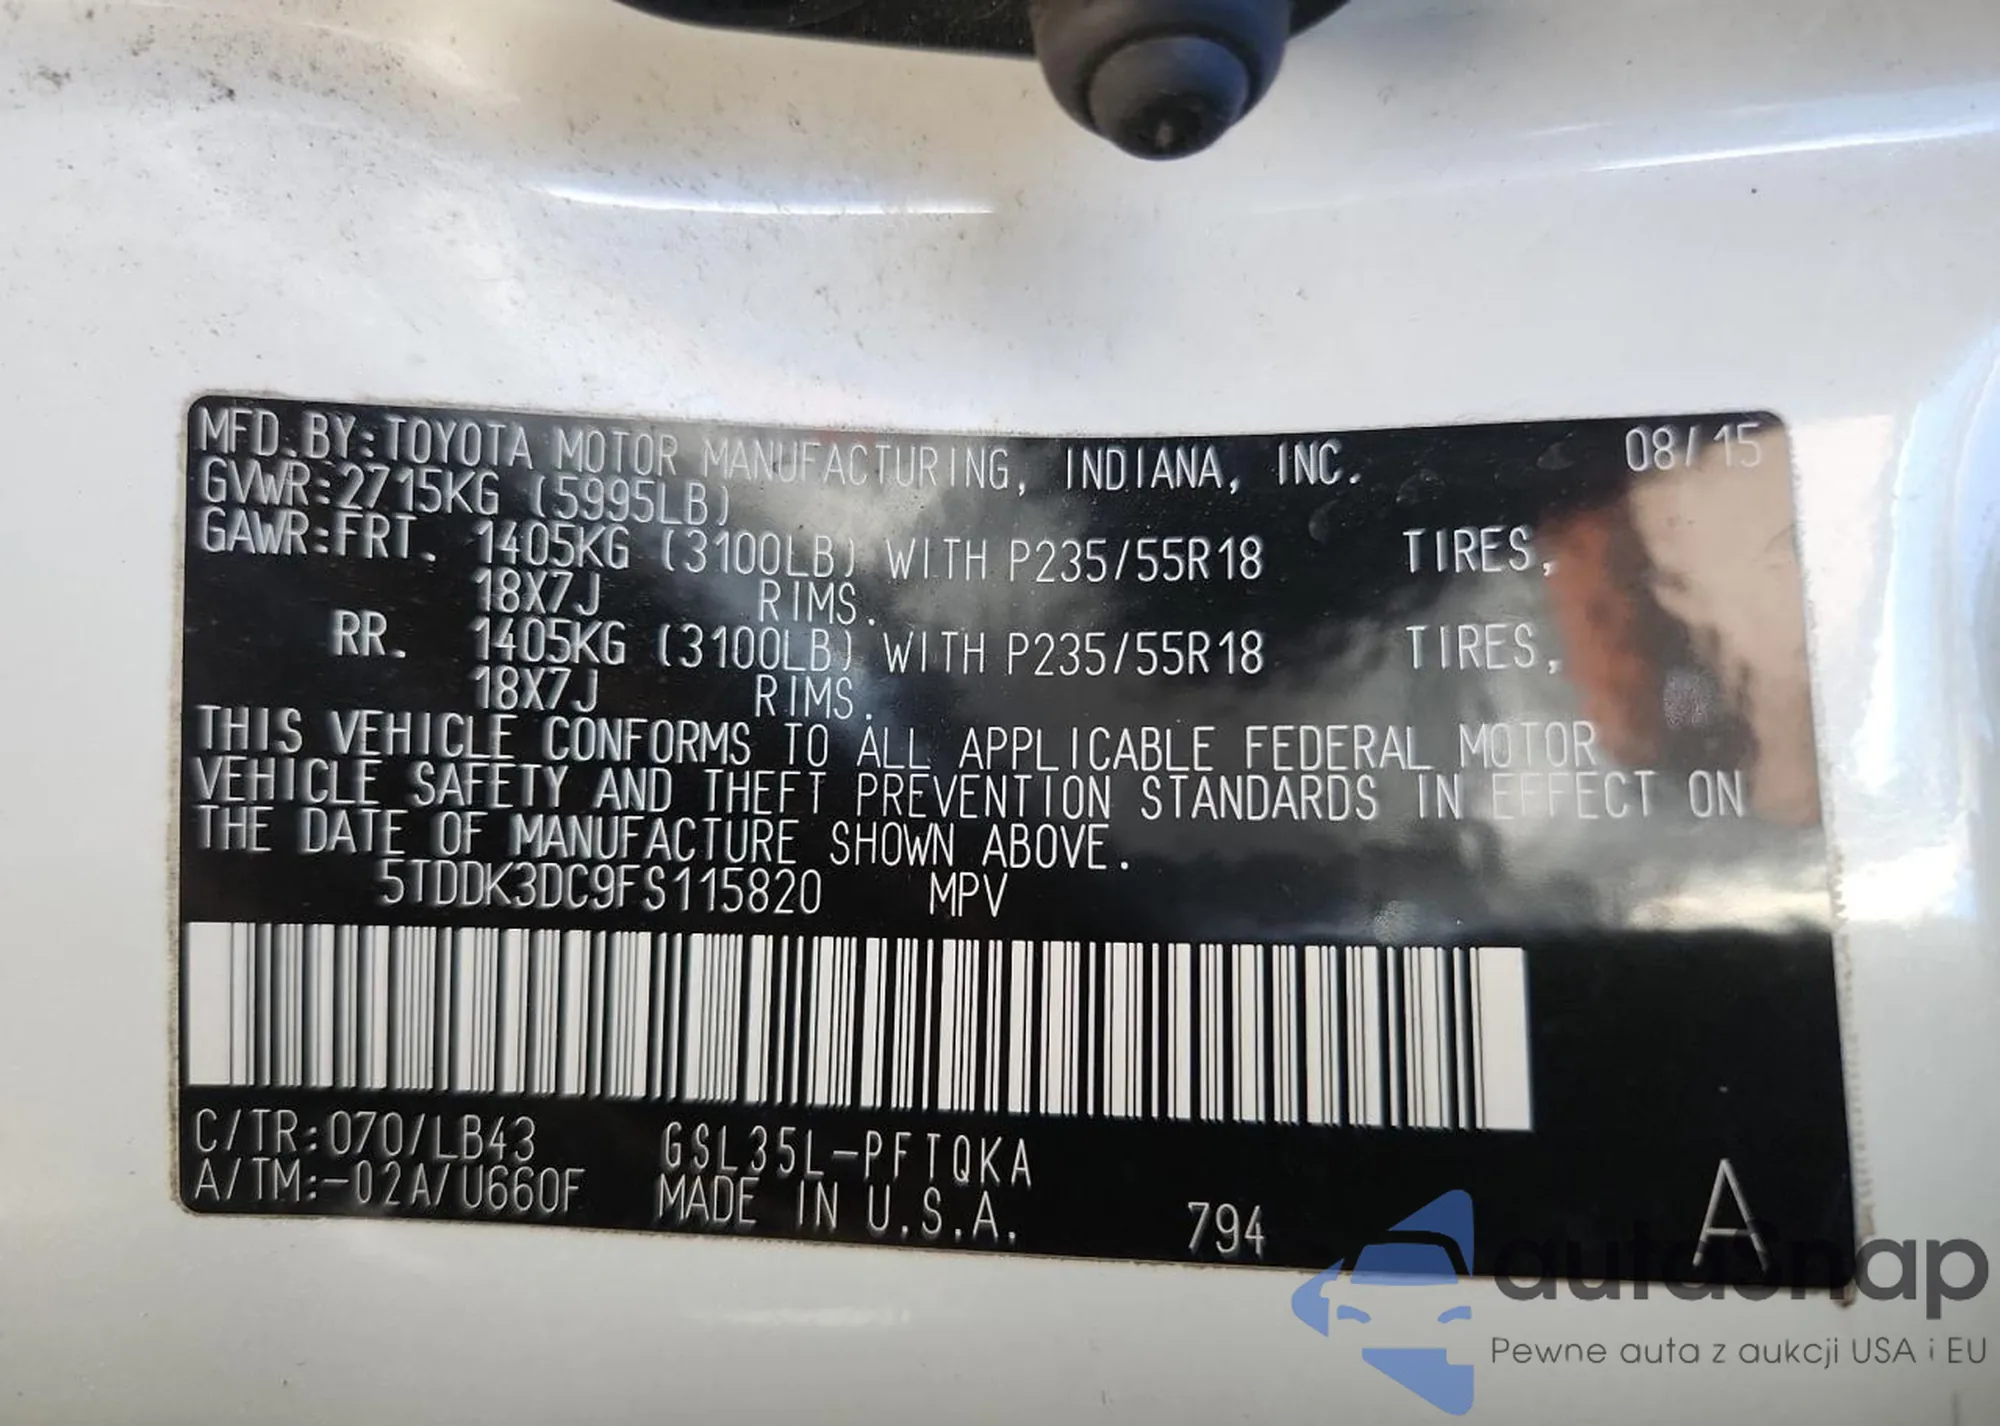 MFD.BY:TOYOTA MOTOR MANUFACTURING, INDIANA, INC. 08/15
GVWR:2715KG (5995LB)
GAWR:FRT. 1405KG (3100LB) WITH P235/55R18 TIRES,
18X7J RIMS.
RR. 1405KG (3100LB) WITH P235/55R18 TIRES,
18X7J RIMS.
THIS VEHICLE CONFORMS TO ALL APPLICABLE FEDERAL MOTOR
VEHICLE SAFETY AND THEFT PREVENTION STANDARDS IN EFFECT ON
THE DATE OF MANUFACTURE SHOWN ABOVE.
5TDDK3DC9FS115820 MPV
C/TR:070/LB43 GSL35L-PFTQKA
A/TM:-02A/U660F MADE IN U.S.A. 794 A
autosnap
Pewne auta z aukcji USA i EU